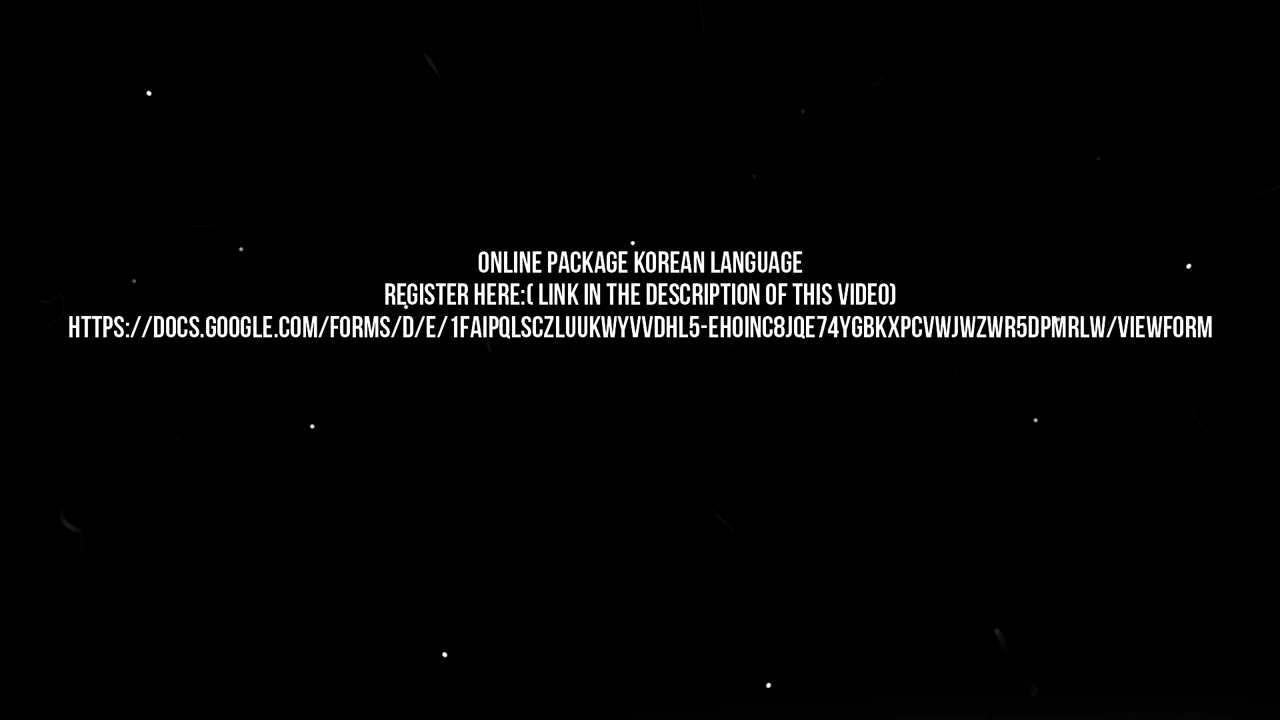 ONLINE PACKAGE KOREAN LANGUAGE
REGISTER HERE:( LINK IN THE DESCRIPTION OF THIS VIDEO)
HTTPS://DOCS.GOOGLE.COM/FORMS/D/E/1FAIPQLSCZLUUKWYVVDHL5-EHOINC8JQE74YGBKXPCVWJWZWR5DPMRLW/VIEWFORM